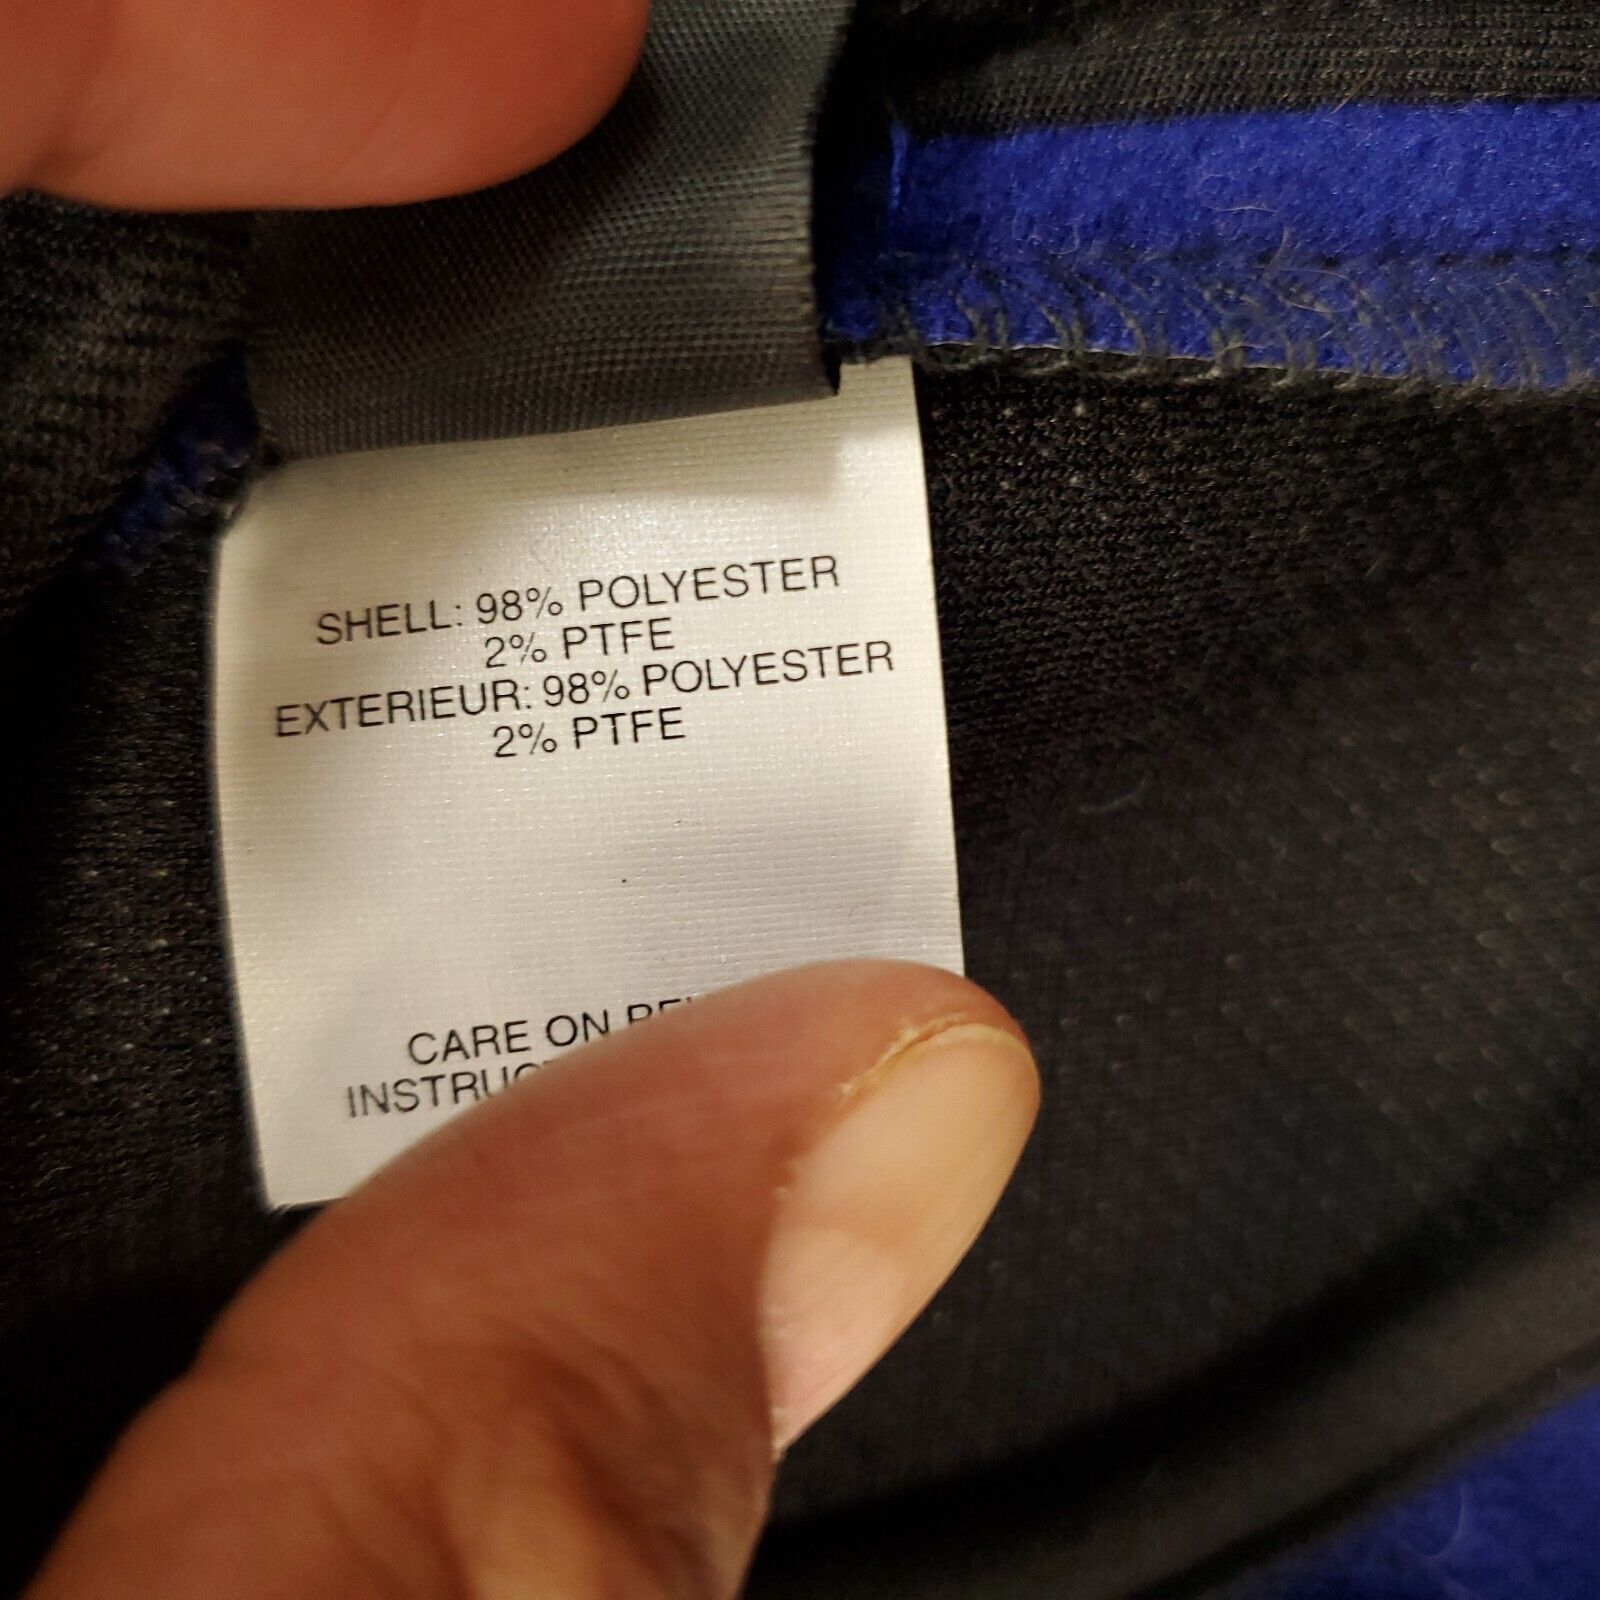 SHELL: 98% POLYESTER
2% PTFE
EXTERIEUR: 98% POLYESTER
2% PTFE
CARE ON